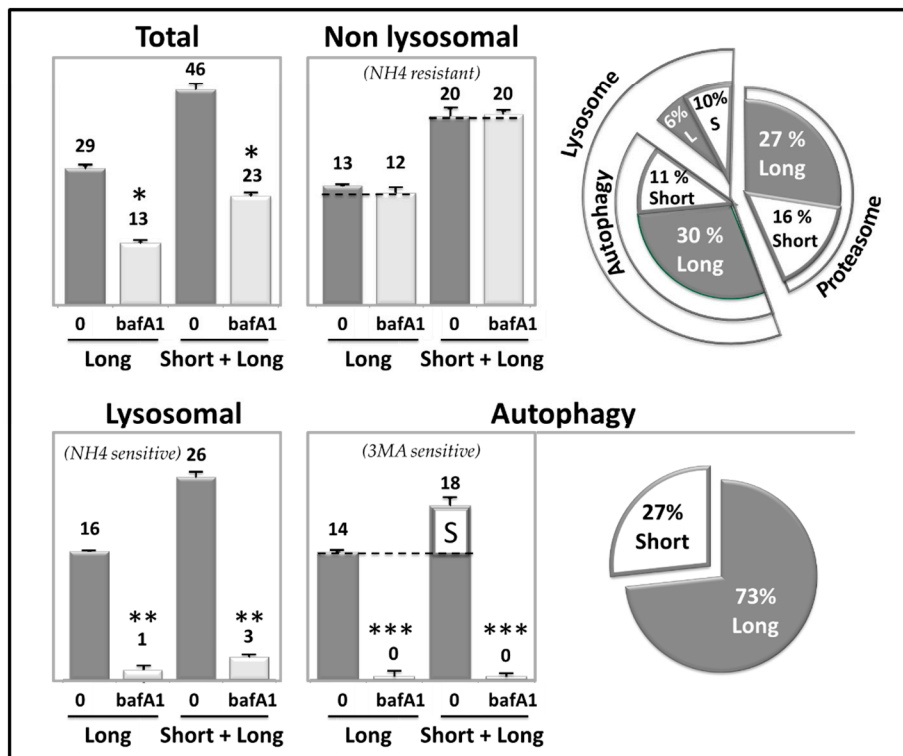 Total
46
29
*
13
*
23
0 bafA1 0 bafA1
Long Short + Long
Non lysosomal
(NH4 resistant)
20 20
13 12
0 bafA1 0 bafA1
Long Short + Long
Lysosome
Autophagy
Proteasome
6%
L
10%
S
27 %
Long
16 %
Short
11 %
Short
30 %
Long
Lysosomal
(NH4 sensitive)
26
16
**
1
**
3
0 bafA1 0 bafA1
Long Short + Long
Autophagy
(3MA sensitive)
18
14
S
***
0
***
0
0 bafA1 0 bafA1
Long Short + Long
27%
Short
73%
Long